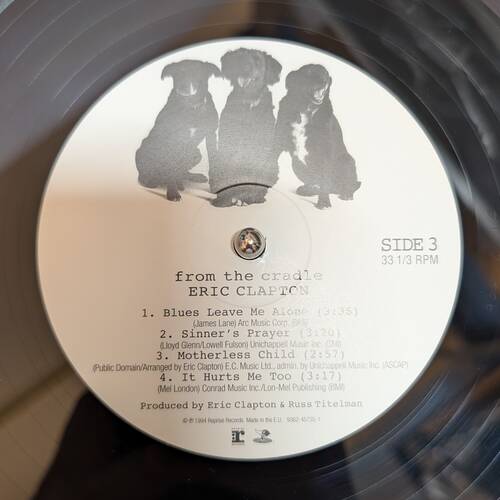 SIDE 3
33 1/3 RPM
from the cradle
ERIC CLAPTON
1. Blues Leave Me Alone (3:35)
(James Lane) Arc Music Corp. (BMI)
2. Sinner's Prayer (3:20)
(Lloyd Glenn/Lowell Fulson) Unichappell Music Inc. (BMI)
3. Motherless Child (2:57)
(Public Domain/Arranged by Eric Clapton) E.C. Music Ltd., admin. by Unichappell Music Inc. (ASCAP)
4. It Hurts Me Too (3:17)
(Mel London) Conrad Music Inc./Lon-Mel Publishing (BMI)
Produced by Eric Clapton & Russ Titelman
r
© ℗ 1994 Reprise Records. Made in the E.U.